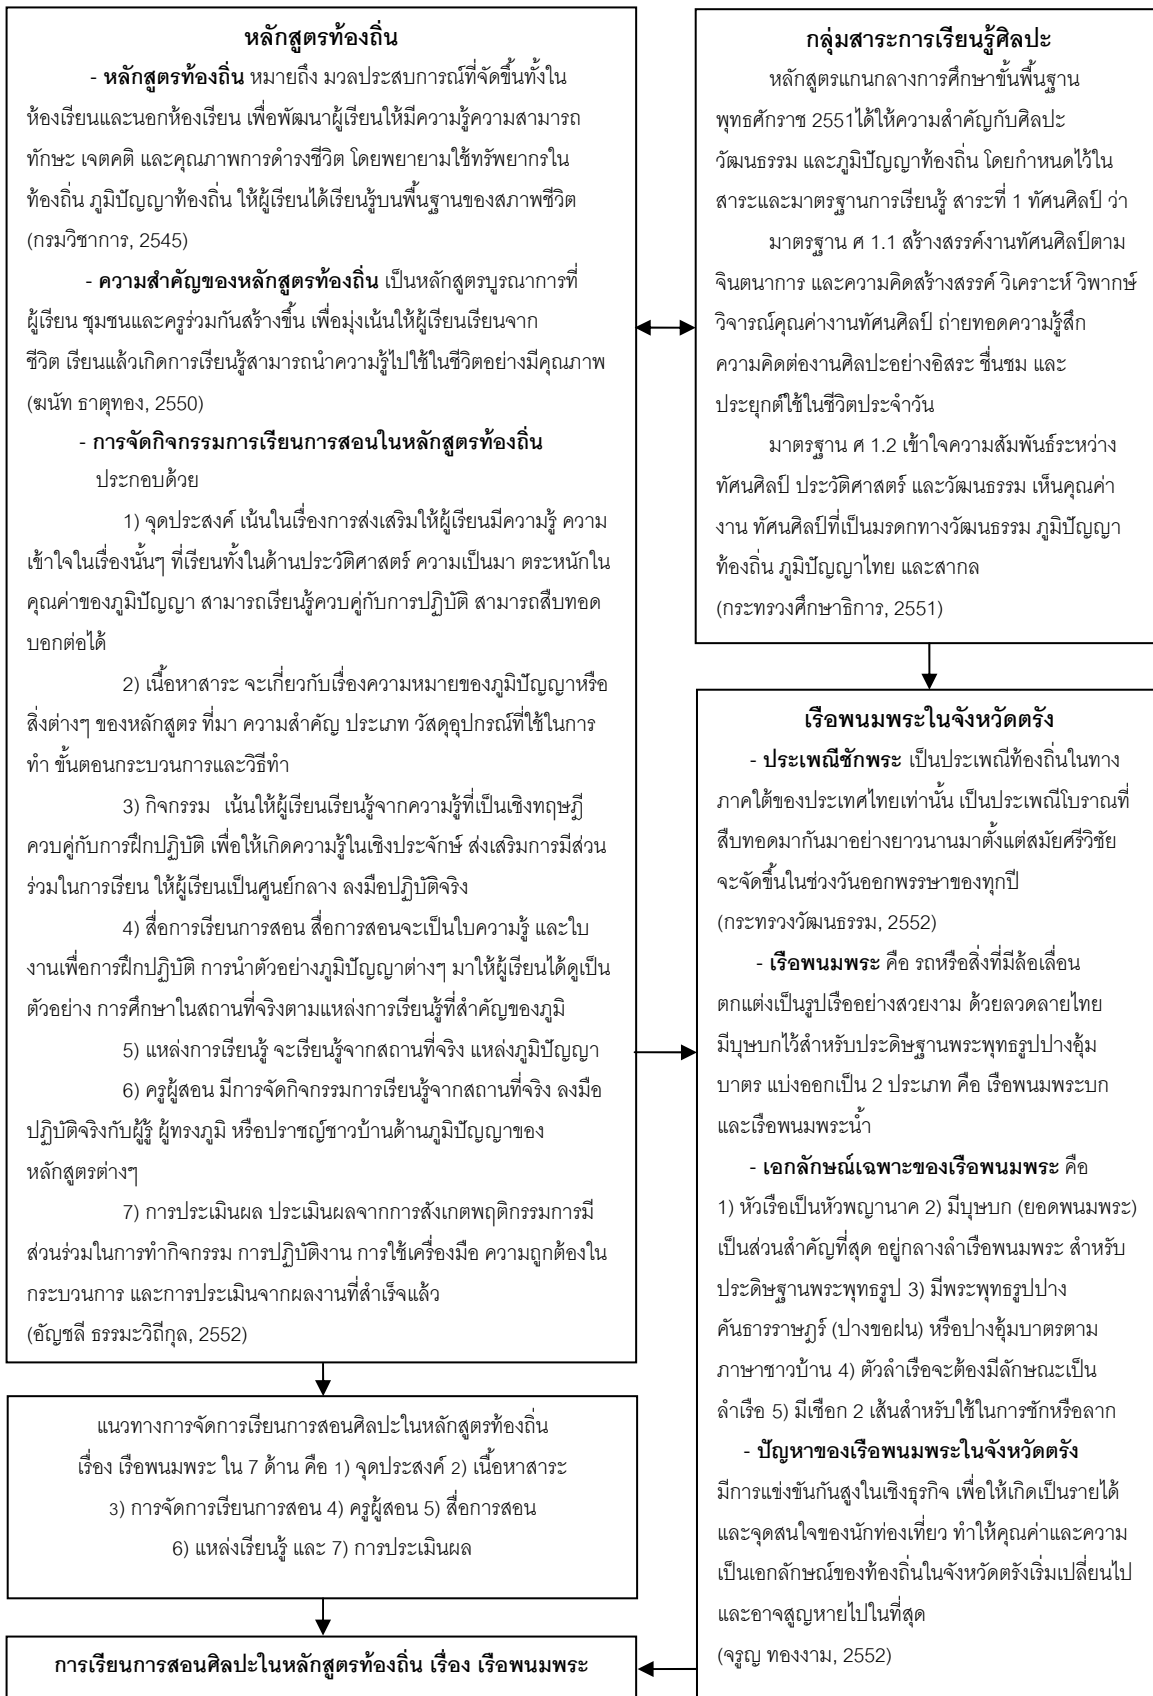 หลักสูตรท้องถิ่น
- หลักสูตรท้องถิ่น หมายถึง มวลประสบการณ์ที่จัดขึ้นทั้งใน
ห้องเรียนและนอกห้องเรียน เพื่อพัฒนาผู้เรียนให้มีความรู้ความสามารถ
ทักษะ เจตคติ และคุณภาพการดำรงชีวิต โดยพยายามใช้ทรัพยากรใน
ท้องถิ่น ภูมิปัญญาท้องถิ่น ให้ผู้เรียนได้เรียนรู้บนพื้นฐานของสภาพชีวิต
(กรมวิชาการ, 2545)
- ความสำคัญของหลักสูตรท้องถิ่น เป็นหลักสูตรบูรณาการที่
ผู้เรียน ชุมชนและครูร่วมกันสร้างขึ้น เพื่อมุ่งเน้นให้ผู้เรียนเรียนจาก
ชีวิต เรียนแล้วเกิดการเรียนรู้สามารถนำความรู้ไปใช้ในชีวิตอย่างมีคุณภาพ
(ฆนัท ธาตุทอง, 2550)
- การจัดกิจกรรมการเรียนการสอนในหลักสูตรท้องถิ่น
ประกอบด้วย
1) จุดประสงค์ เน้นในเรื่องการส่งเสริมให้ผู้เรียนมีความรู้ ความ
เข้าใจในเรื่องนั้นๆ ที่เรียนทั้งในด้านประวัติศาสตร์ ความเป็นมา ตระหนักใน
คุณค่าของภูมิปัญญา สามารถเรียนรู้ควบคู่กับการปฏิบัติ สามารถสืบทอด
บอกต่อได้
2) เนื้อหาสาระ จะเกี่ยวกับเรื่องความหมายของภูมิปัญญาหรือ
สิ่งต่างๆ ของหลักสูตร ที่มา ความสำคัญ ประเภท วัสดุอุปกรณ์ที่ใช้ในการ
ทำ ขั้นตอนกระบวนการและวิธีทำ
3) กิจกรรม เน้นให้ผู้เรียนเรียนรู้จากความรู้ที่เป็นเชิงทฤษฎี
ควบคู่กับการฝึกปฏิบัติ เพื่อให้เกิดความรู้ในเชิงประจักษ์ ส่งเสริมการมีส่วน
ร่วมในการเรียน ให้ผู้เรียนเป็นศูนย์กลาง ลงมือปฏิบัติจริง
4) สื่อการเรียนการสอน สื่อการสอนจะเป็นใบความรู้ และใบ
งานเพื่อการฝึกปฏิบัติ การนำตัวอย่างภูมิปัญญาต่างๆ มาให้ผู้เรียนได้ดูเป็น
ตัวอย่าง การศึกษาในสถานที่จริงตามแหล่งการเรียนรู้ที่สำคัญของภูมิ
5) แหล่งการเรียนรู้ จะเรียนรู้จากสถานที่จริง แหล่งภูมิปัญญา
6) ครูผู้สอน มีการจัดกิจกรรมการเรียนรู้จากสถานที่จริง ลงมือ
ปฏิบัติจริงกับผู้รู้ ผู้ทรงภูมิ หรือปราชญ์ชาวบ้านด้านภูมิปัญญาของ
หลักสูตรต่างๆ
7) การประเมินผล ประเมินผลจากการสังเกตพฤติกรรมการมี
ส่วนร่วมในการทำกิจกรรม การปฏิบัติงาน การใช้เครื่องมือ ความถูกต้องใน
กระบวนการ และการประเมินจากผลงานที่สำเร็จแล้ว
(อัญชลี ธรรมะวิถีกุล, 2552)
กลุ่มสาระการเรียนรู้ศิลปะ
หลักสูตรแกนกลางการศึกษาขั้นพื้นฐาน
พุทธศักราช 2551ได้ให้ความสำคัญกับศิลปะ
วัฒนธรรม และภูมิปัญญาท้องถิ่น โดยกำหนดไว้ใน
สาระและมาตรฐานการเรียนรู้ สาระที่ 1 ทัศนศิลป์ ว่า
มาตรฐาน ศ 1.1 สร้างสรรค์งานทัศนศิลป์ตาม
จินตนาการ และความคิดสร้างสรรค์ วิเคราะห์ วิพากษ์
วิจารณ์คุณค่างานทัศนศิลป์ ถ่ายทอดความรู้สึก
ความคิดต่องานศิลปะอย่างอิสระ ชื่นชม และ
ประยุกต์ใช้ในชีวิตประจำวัน
มาตรฐาน ศ 1.2 เข้าใจความสัมพันธ์ระหว่าง
ทัศนศิลป์ ประวัติศาสตร์ และวัฒนธรรม เห็นคุณค่า
งาน ทัศนศิลป์ที่เป็นมรดกทางวัฒนธรรม ภูมิปัญญา
ท้องถิ่น ภูมิปัญญาไทย และสากล
(กระทรวงศึกษาธิการ, 2551)
เรือพนมพระในจังหวัดตรัง
- ประเพณีชักพระ เป็นประเพณีท้องถิ่นในทาง
ภาคใต้ของประเทศไทยเท่านั้น เป็นประเพณีโบราณที่
สืบทอดมากันมาอย่างยาวนานมาตั้งแต่สมัยศรีวิชัย
จะจัดขึ้นในช่วงวันออกพรรษาของทุกปี
(กระทรวงวัฒนธรรม, 2552)
- เรือพนมพระ คือ รถหรือสิ่งที่มีล้อเลื่อน
ตกแต่งเป็นรูปเรืออย่างสวยงาม ด้วยลวดลายไทย
มีบุษบกไว้สำหรับประดิษฐานพระพุทธรูปปางอุ้ม
บาตร แบ่งออกเป็น 2 ประเภท คือ เรือพนมพระบก
และเรือพนมพระน้ำ
- เอกลักษณ์เฉพาะของเรือพนมพระ คือ
1) หัวเรือเป็นหัวพญานาค 2) มีบุษบก (ยอดพนมพระ)
เป็นส่วนสำคัญที่สุด อยู่กลางลำเรือพนมพระ สำหรับ
ประดิษฐานพระพุทธรูป 3) มีพระพุทธรูปปาง
คันธารราษฎร์ (ปางขอฝน) หรือปางอุ้มบาตรตาม
ภาษาชาวบ้าน 4) ตัวลำเรือจะต้องมีลักษณะเป็น
ลำเรือ 5) มีเชือก 2 เส้นสำหรับใช้ในการชักหรือลาก
- ปัญหาของเรือพนมพระในจังหวัดตรัง
มีการแข่งขันกันสูงในเชิงธุรกิจ เพื่อให้เกิดเป็นรายได้
และจุดสนใจของนักท่องเที่ยว ทำให้คุณค่าและความ
เป็นเอกลักษณ์ของท้องถิ่นในจังหวัดตรังเริ่มเปลี่ยนไป
และอาจสูญหายไปในที่สุด
(จรูญ ทองงาม, 2552)
แนวทางการจัดการเรียนการสอนศิลปะในหลักสูตรท้องถิ่น
เรื่อง เรือพนมพระ ใน 7 ด้าน คือ 1) จุดประสงค์ 2) เนื้อหาสาระ
3) การจัดการเรียนการสอน 4) ครูผู้สอน 5) สื่อการสอน
6) แหล่งเรียนรู้ และ 7) การประเมินผล
การเรียนการสอนศิลปะในหลักสูตรท้องถิ่น เรื่อง เรือพนมพระ